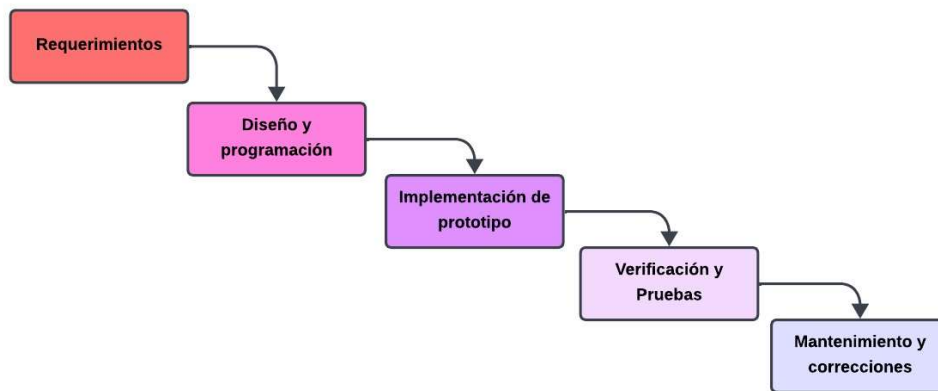 Requerimientos
Diseño y
programación
Implementación de
prototipo
Verificación y
Pruebas
Mantenimiento y
correcciones